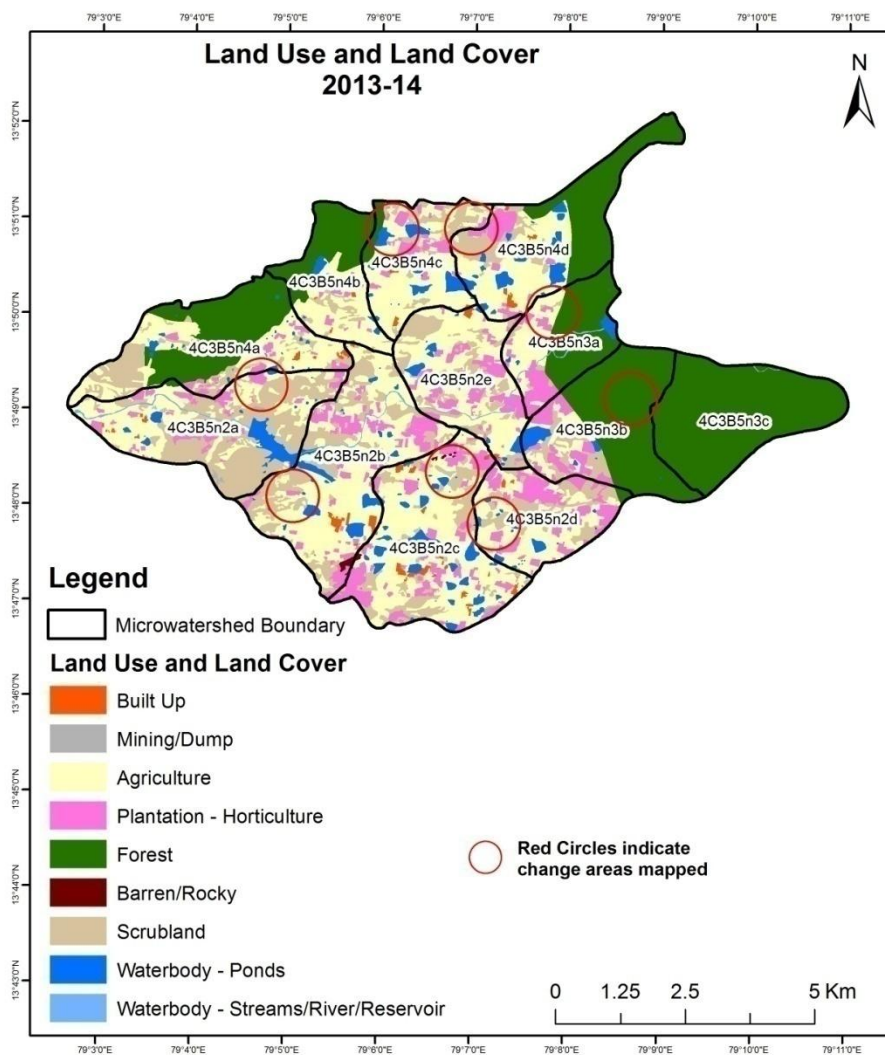 79°3'0"E 79°4'0"E 79°5'0"E 79°6'0"E 79°7'0"E 79°8'0"E 79°9'0"E 79°10'0"E 79°11'0"E
Land Use and Land Cover
2013-14
N
13°52'0"N
13°51'0"N
13°50'0"N
13°49'0"N
13°48'0"N
13°47'0"N
13°46'0"N
13°45'0"N
13°44'0"N
13°43'0"N
4C3B5n4d
4C3B5n4c
4C3B5n4b
4C3B5n3a
4C3B5n4a
4C3B5n2e
4C3B5n3c
4C3B5n3b
4C3B5n2a
4C3B5n2b
4C3B5n2d
4C3B5n2c
Legend
Microwatershed Boundary
Land Use and Land Cover
Built Up
Mining/Dump
Agriculture
Plantation - Horticulture
Forest
Barren/Rocky
Scrubland
Waterbody - Ponds
Waterbody - Streams/River/Reservoir
Red Circles indicate
change areas mapped
0 1.25 2.5 5 Km
79°3'0"E 79°4'0"E 79°5'0"E 79°6'0"E 79°7'0"E 79°8'0"E 79°9'0"E 79°10'0"E 79°11'0"E